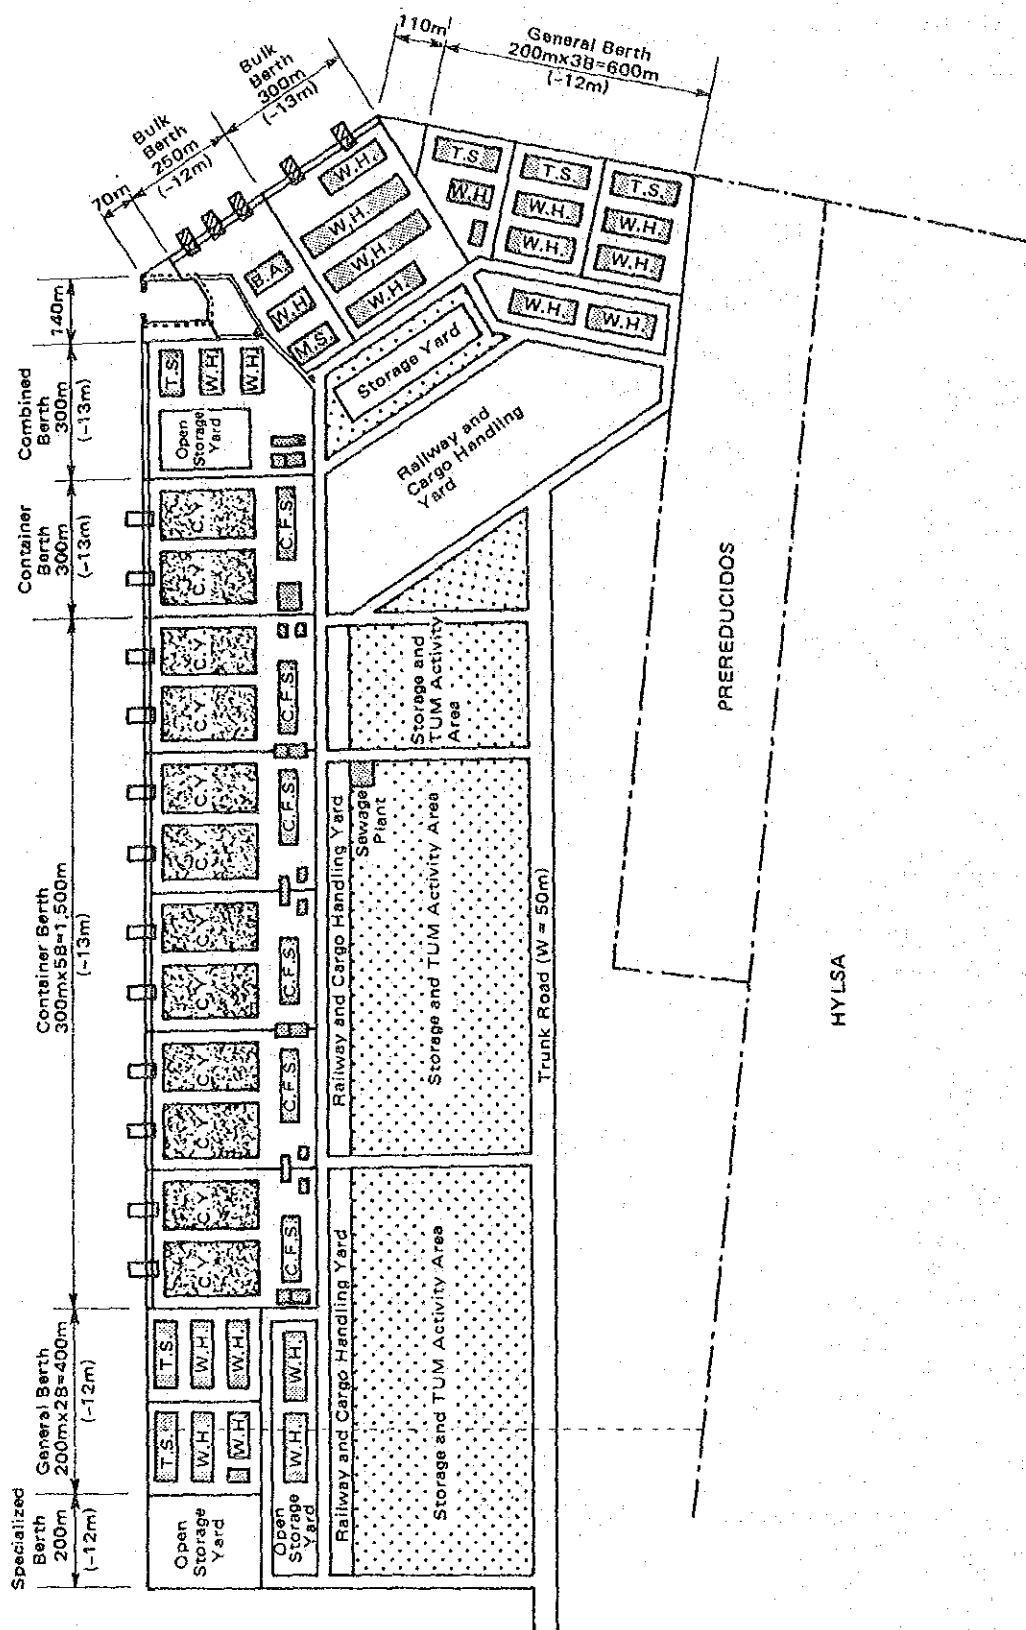 110m
General Berth
200mx3B=600m
(-12m)
Bulk
Berth
300m
(-13m)
Bulk
Berth
250m
(-12m)
70m
140m
Combined
Berth
300m
(-13m)
Container
Berth
300m
(-13m)
Container Berth
300mx5B=1,500m
(-13m)
General Berth
200mx2B=400m
(-12m)
Specialized
Berth
200m
(-12m)
T.S.
W.H.
T.S.
W.H.
W.H.
T.S.
W.H.
W.H.
W.H.
W.H.
W.H.
W.H.
W.H.
W.H.
B.A
W.H.
M.S.
Storage Yard
Railway and
Cargo Handling
Yard
T.S.
W.H.
W.H.
Open
Storage
Yard
C.Y.
C.Y.
C.F.S.
C.Y.
C.Y.
C.F.S.
C.Y.
C.Y.
C.F.S.
C.Y.
C.Y.
C.F.S.
C.Y.
C.Y.
C.F.S.
C.Y.
C.Y.
C.F.S.
Storage and
TUM Activity
Area
Sewage
Plant
Railway and Cargo Handling Yard
Storage and TUM Activity Area
Trunk Road (W = 50m)
Railway and Cargo Handling Yard
Storage and TUM Activity Area
T.S.
W.H.
W.H.
W.H.
T.S.
W.H.
W.H
W.H.
Open
Storage
Yard
Open
Storage
Yard
PREREDUCIDOS
HYLSA